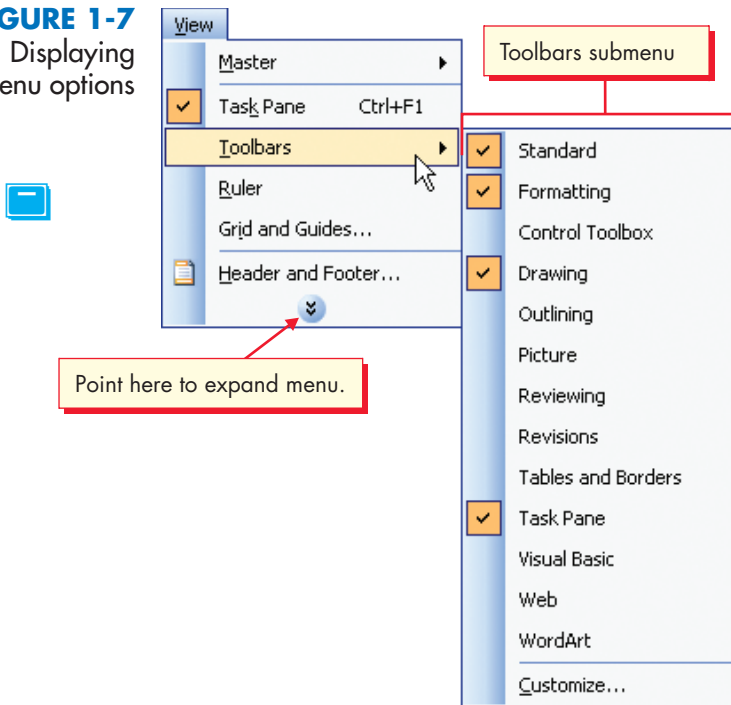 GURE 1-7
Displaying
enu options
View
Master
Task Pane Ctrl+F1
Toolbars
Ruler
Grid and Guides...
Header and Footer...
Point here to expand menu.
Toolbars submenu
Standard
Formatting
Control Toolbox
Drawing
Outlining
Picture
Reviewing
Revisions
Tables and Borders
Task Pane
Visual Basic
Web
WordArt
Customize...